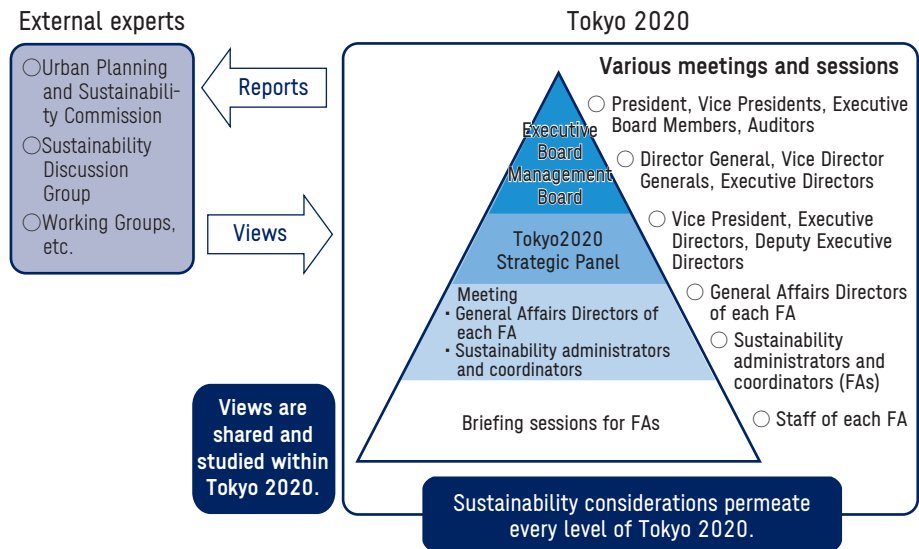 External experts
○Urban Planning
and Sustainabili-
ty Commission
○Sustainability
Discussion
Group
○Working Groups,
etc.
Reports
Views
Views are
shared and
studied within
Tokyo 2020.
Tokyo 2020
Various meetings and sessions
Executive
Board
Management
Board
Tokyo2020
Strategic Panel
Meeting
・General Affairs Directors of
each FA
・Sustainability administrators
and coordinators
Briefing sessions for FAs
○ President, Vice Presidents, Executive
Board Members, Auditors
○ Director General, Vice Director
Generals, Executive Directors
○ Vice President, Executive
Directors, Deputy Executive
Directors
○ General Affairs Directors
of each FA
○ Sustainability
administrators and
coordinators (FAs)
○ Staff of each FA
Sustainability considerations permeate
every level of Tokyo 2020.